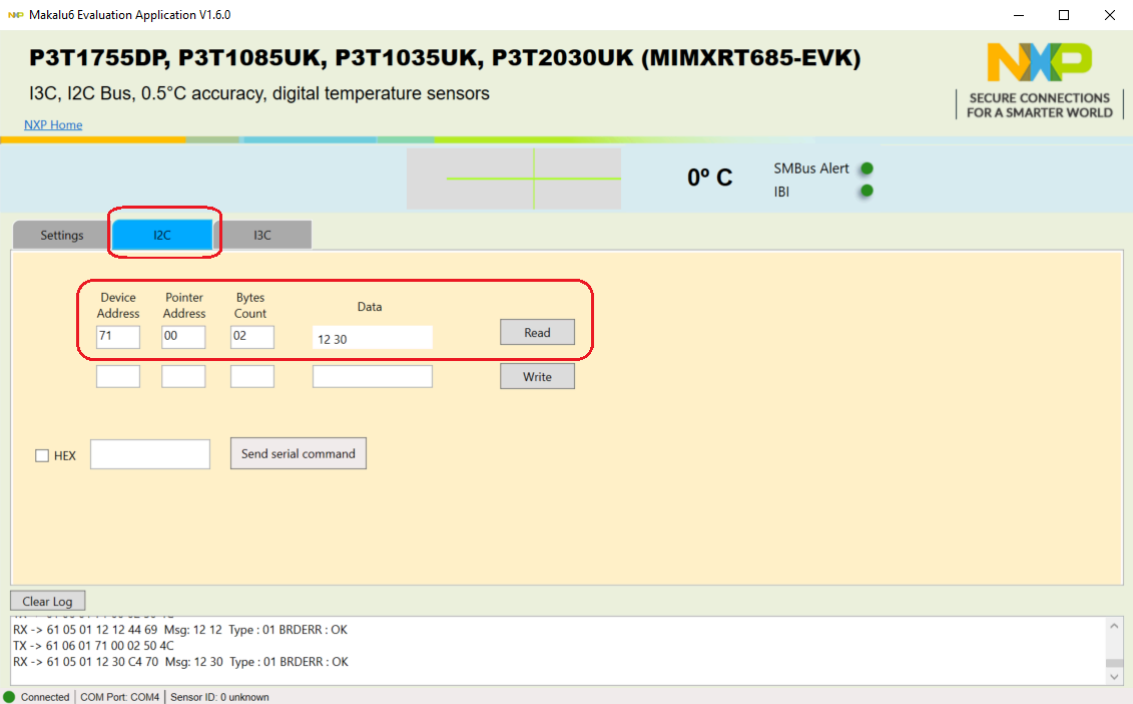 NXP Makalu6 Evaluation Application V1.6.0
P3T1755DP, P3T1085UK, P3T1035UK, P3T2030UK (MIMXRT685-EVK)
I3C, I2C Bus, 0.5°C accuracy, digital temperature sensors
NXP Home
NXP
SECURE CONNECTIONS
FOR A SMARTER WORLD
0º C
SMBus Alert
IBI
Settings I2C I3C
Device Address Pointer Address Bytes Count Data
71 00 02 12 30 Read
Write
HEX Send serial command
Clear Log
RX -> 61 05 01 12 12 44 69 Msg: 12 12 Type : 01 BRDERR : OK
TX -> 61 06 01 71 00 02 50 4C
RX -> 61 05 01 12 30 C4 70 Msg: 12 30 Type : 01 BRDERR : OK
Connected COM Port: COM4 Sensor ID: 0 unknown